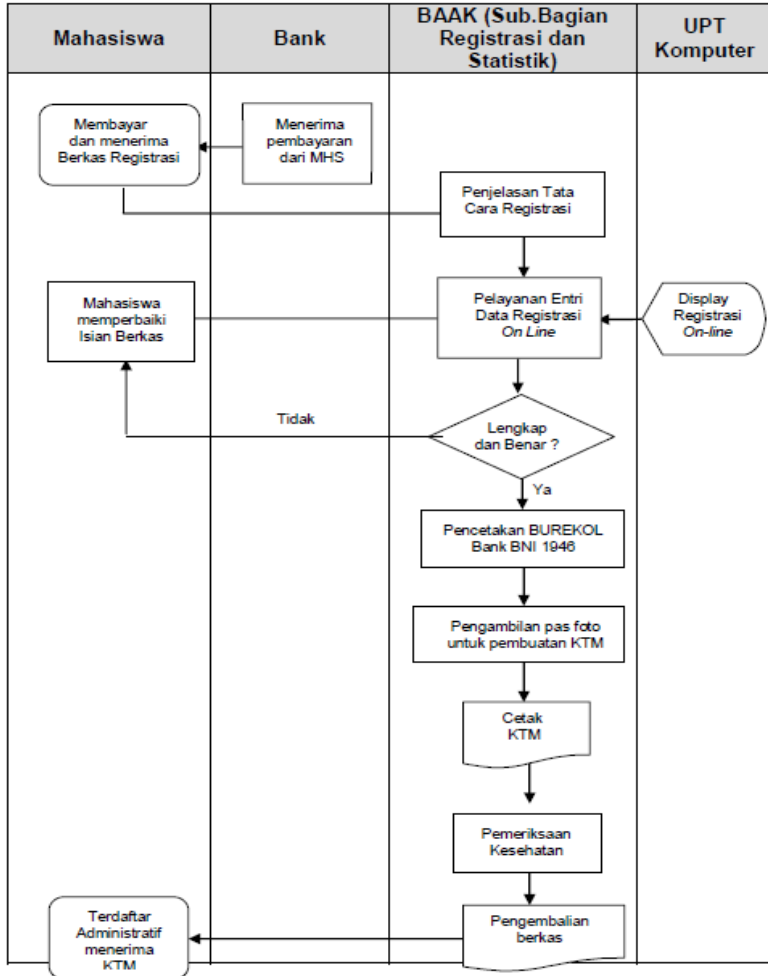 Mahasiswa
Bank
BAAK (Sub.Bagian
Registrasi dan
Statistik)
UPT
Komputer
Membayar
dan menerima
Berkas Registrasi
Menerima
pembayaran
dari MHS
Penjelasan Tata
Cara Registrasi
Mahasiswa
memperbaiki
Isian Berkas
Pelayanan Entri
Data Registrasi
On Line
Display
Registrasi
On-line
Tidak
Lengkap
dan Benar ?
Ya
Pencetakan BUREKOL
Bank BNI 1946
Pengambilan pas foto
untuk pembuatan KTM
Cetak
KTM
Pemeriksaan
Kesehatan
Terdaftar
Administratif
menerima
KTM
Pengembalian
berkas